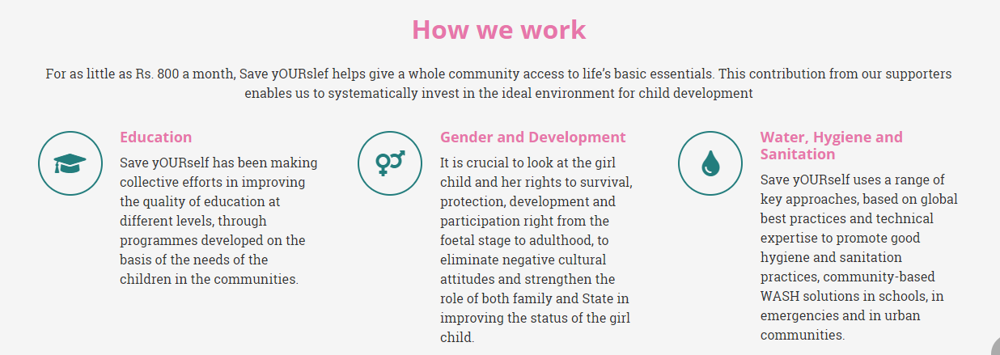 How we work
For as little as Rs. 800 a month, Save yOURslef helps give a whole community access to life’s basic essentials. This contribution from our supporters
enables us to systematically invest in the ideal environment for child development
Education
Save yOURself has been making
collective efforts in improving
the quality of education at
different levels, through
programmes developed on the
basis of the needs of the
children in the communities.
Gender and Development
It is crucial to look at the girl
child and her rights to survival,
protection, development and
participation right from the
foetal stage to adulthood, to
eliminate negative cultural
attitudes and strengthen the
role of both family and State in
improving the status of the girl
child.
Water, Hygiene and
Sanitation
Save yOURself uses a range of
key approaches, based on global
best practices and technical
expertise to promote good
hygiene and sanitation
practices, community-based
WASH solutions in schools, in
emergencies and in urban
communities.